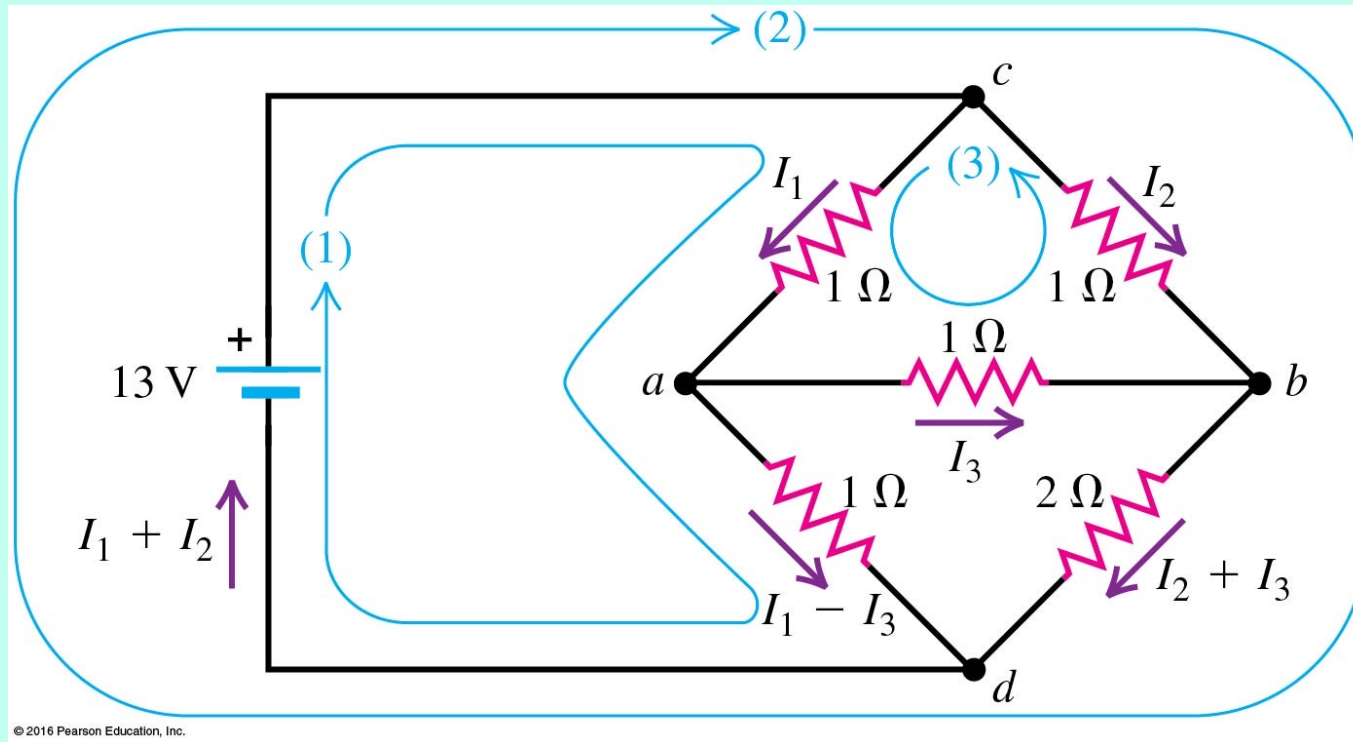 (2)
c
I₁
(3)
I₂
(1)
1 Ω
1 Ω
+
1 Ω
13 V
a
b
I₃
1 Ω
2 Ω
I₁ + I₂
I₁ − I₃
I₂ + I₃
d
© 2016 Pearson Education, Inc.